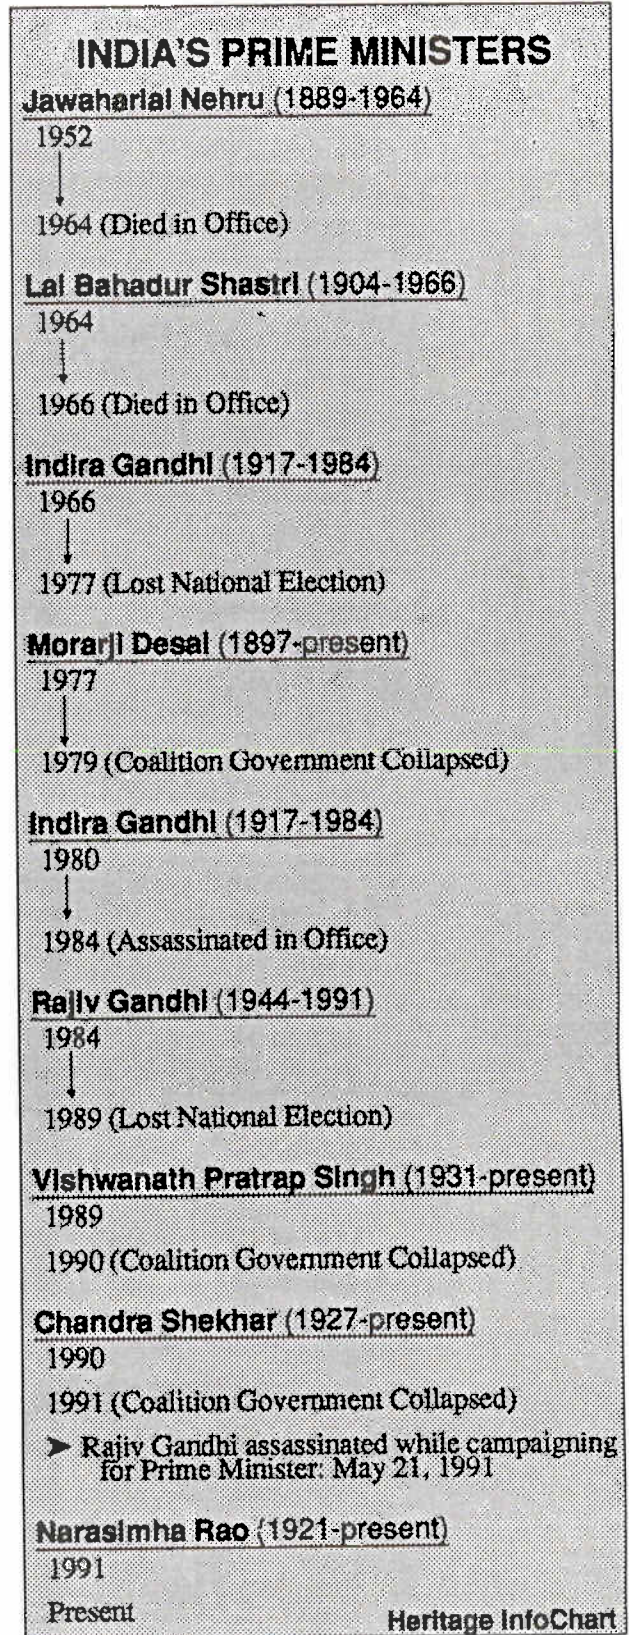 INDIA'S PRIME MINISTERS
Jawaharlal Nehru (1889-1964)
1952
1964 (Died in Office)
Lal Bahadur Shastri (1904-1966)
1964
1966 (Died in Office)
Indira Gandhi (1917-1984)
1966
1977 (Lost National Election)
Morarji Desai (1897-present)
1977
1979 (Coalition Government Collapsed)
Indira Gandhi (1917-1984)
1980
1984 (Assassinated in Office)
Rajiv Gandhi (1944-1991)
1984
1989 (Lost National Election)
Vishwanath Pratrap Singh (1931-present)
1989
1990 (Coalition Government Collapsed)
Chandra Shekhar (1927-present)
1990
1991 (Coalition Government Collapsed)
➤ Rajiv Gandhi assassinated while campaigning
for Prime Minister: May 21, 1991
Narasimha Rao (1921-present)
1991
Present
Heritage InfoChart